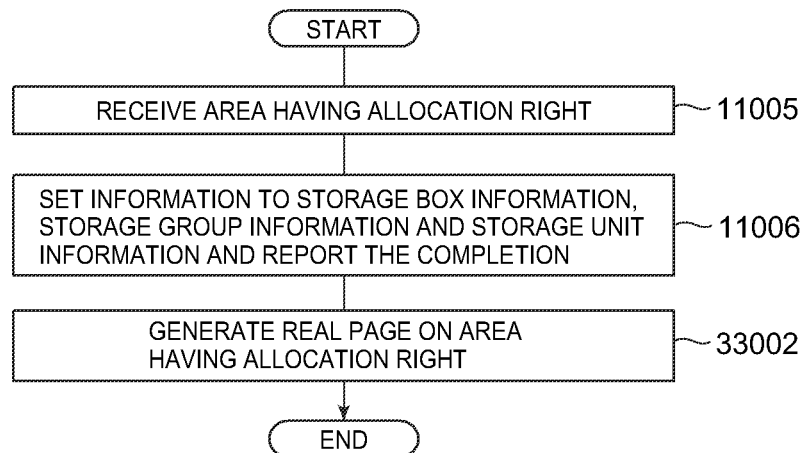 START
RECEIVE AREA HAVING ALLOCATION RIGHT
11005
SET INFORMATION TO STORAGE BOX INFORMATION,
STORAGE GROUP INFORMATION AND STORAGE UNIT
INFORMATION AND REPORT THE COMPLETION
11006
GENERATE REAL PAGE ON AREA
HAVING ALLOCATION RIGHT
33002
END